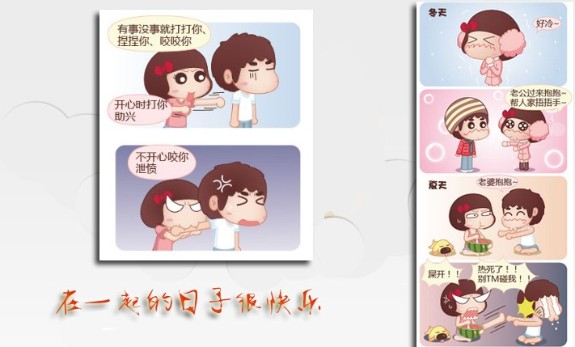 有事没事就打打你、
捏捏你、咬咬你
开心时打你
助兴
不开心咬你
泄愤
在一起的日子很快乐
冬天
好冷~
老公过来抱抱~
帮人家捂捂手~
夏天
老婆抱抱~
屎开！！
热死了！！
别TM碰我！！